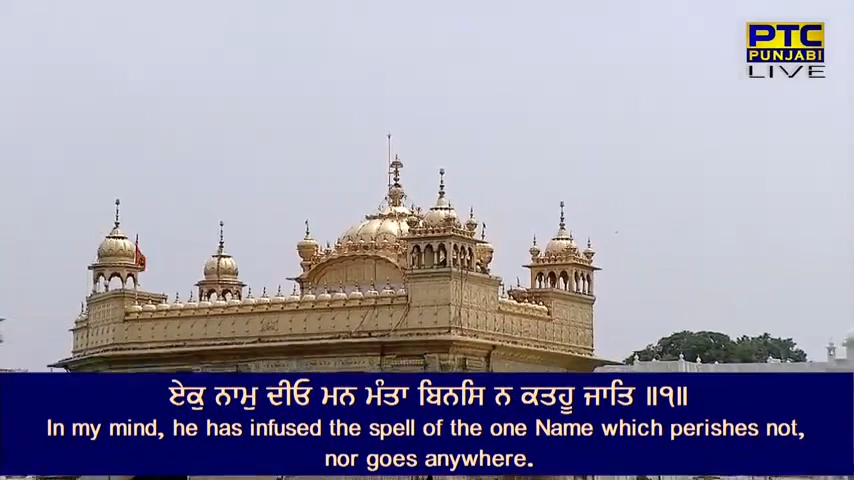 PTC
PUNJABI
LIVE
ਏਕੁ ਨਾਮੁ ਦੀਓ ਮਨ ਮੰਤਾ ਬਿਨਸਿ ਨ ਕਤਹੂ ਜਾਤਿ ॥੧॥
In my mind, he has infused the spell of the one Name which perishes not,
nor goes anywhere.